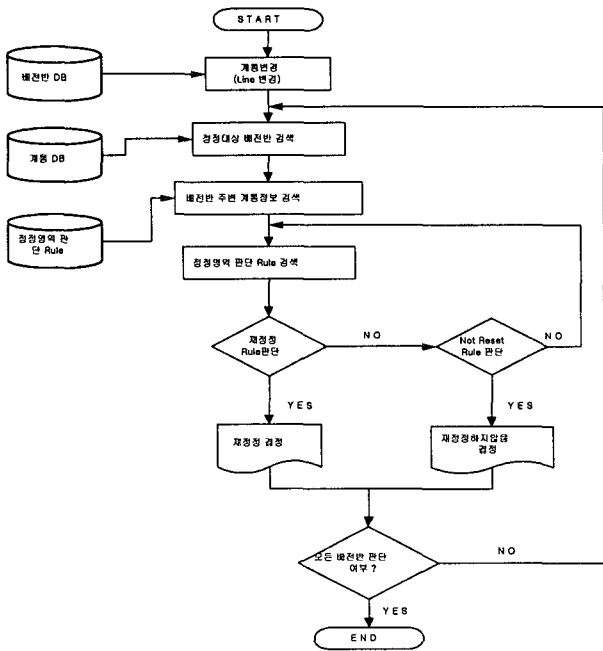 START
배전반 DB
계통변경
(Line 변경)
정정대상 배전반 검색
계통 DB
배전반 주변 계통정보 검색
정정영역 판
단 Rule
정정영역 판단 Rule 검색
재정정
Rule판단
NO
Not Reset
Rule 판단
NO
YES
YES
재정정 결정
재정정하지않음
결정
모든 배전반 판단
여부 ?
NO
YES
END